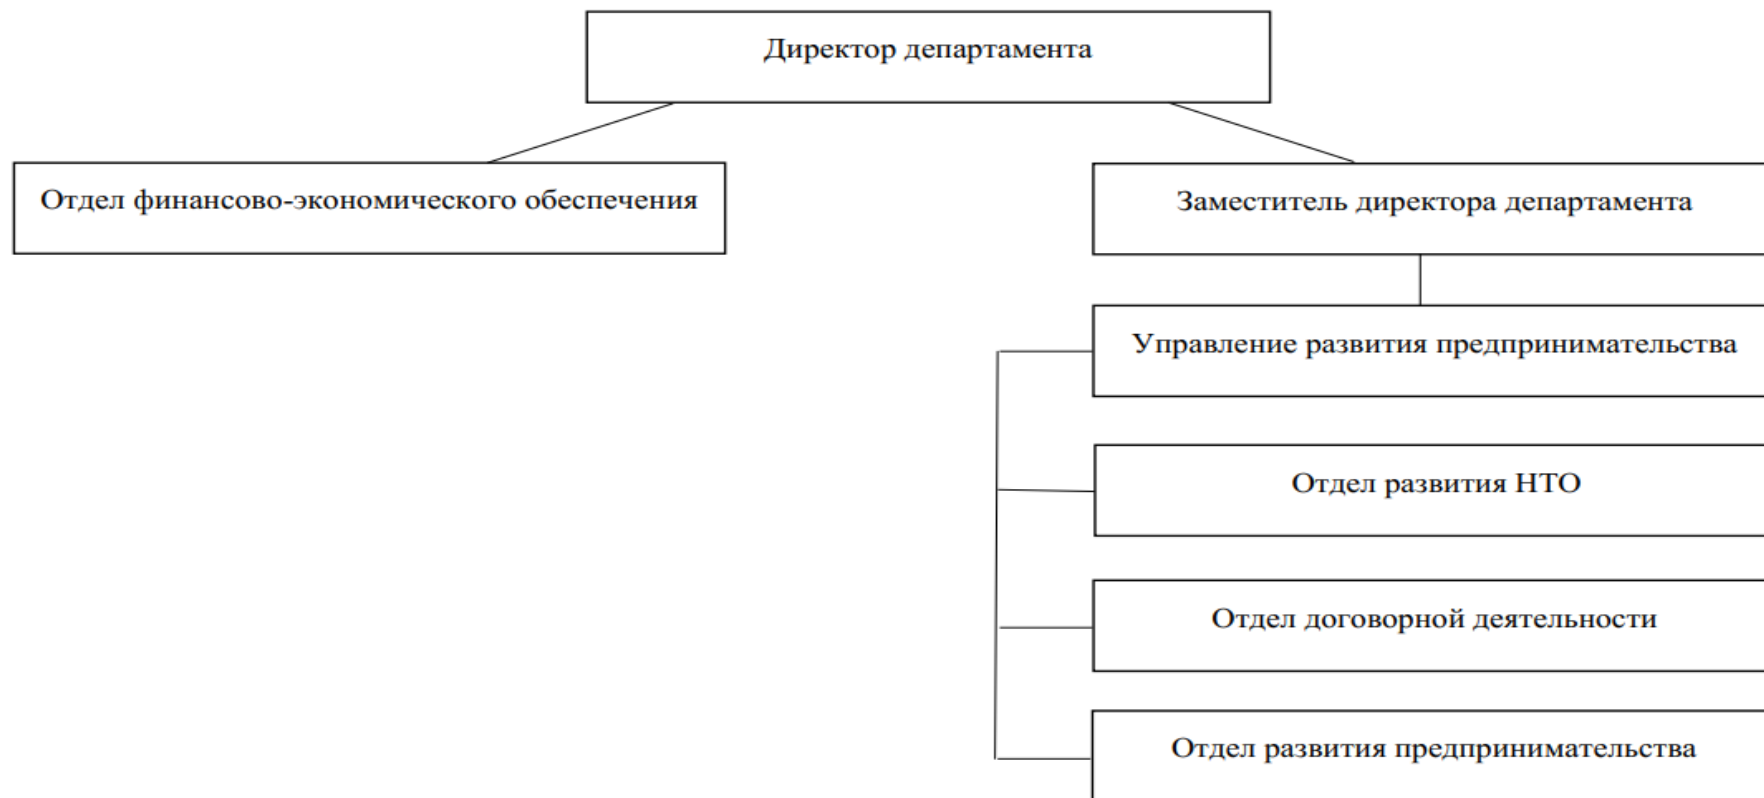 Директор департамента
Отдел финансово-экономического обеспечения
Заместитель директора департамента
Управление развития предпринимательства
Отдел развития НТО
Отдел договорной деятельности
Отдел развития предпринимательства